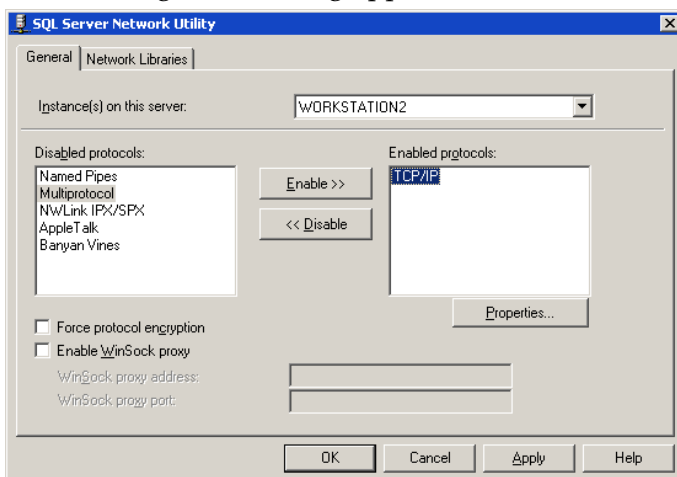 SQL Server Network Utility
General
Network Libraries
Instance(s) on this server:
WORKSTATION2
Disabled protocols:
Enabled protocols:
Named Pipes
Multiprotocol
NWLink IPX/SPX
AppleTalk
Banyan Vines
Enable >>
<< Disable
TCP/IP
Properties...
Force protocol encryption
Enable WinSock proxy
WinSock proxy address:
WinSock proxy port:
OK
Cancel
Apply
Help